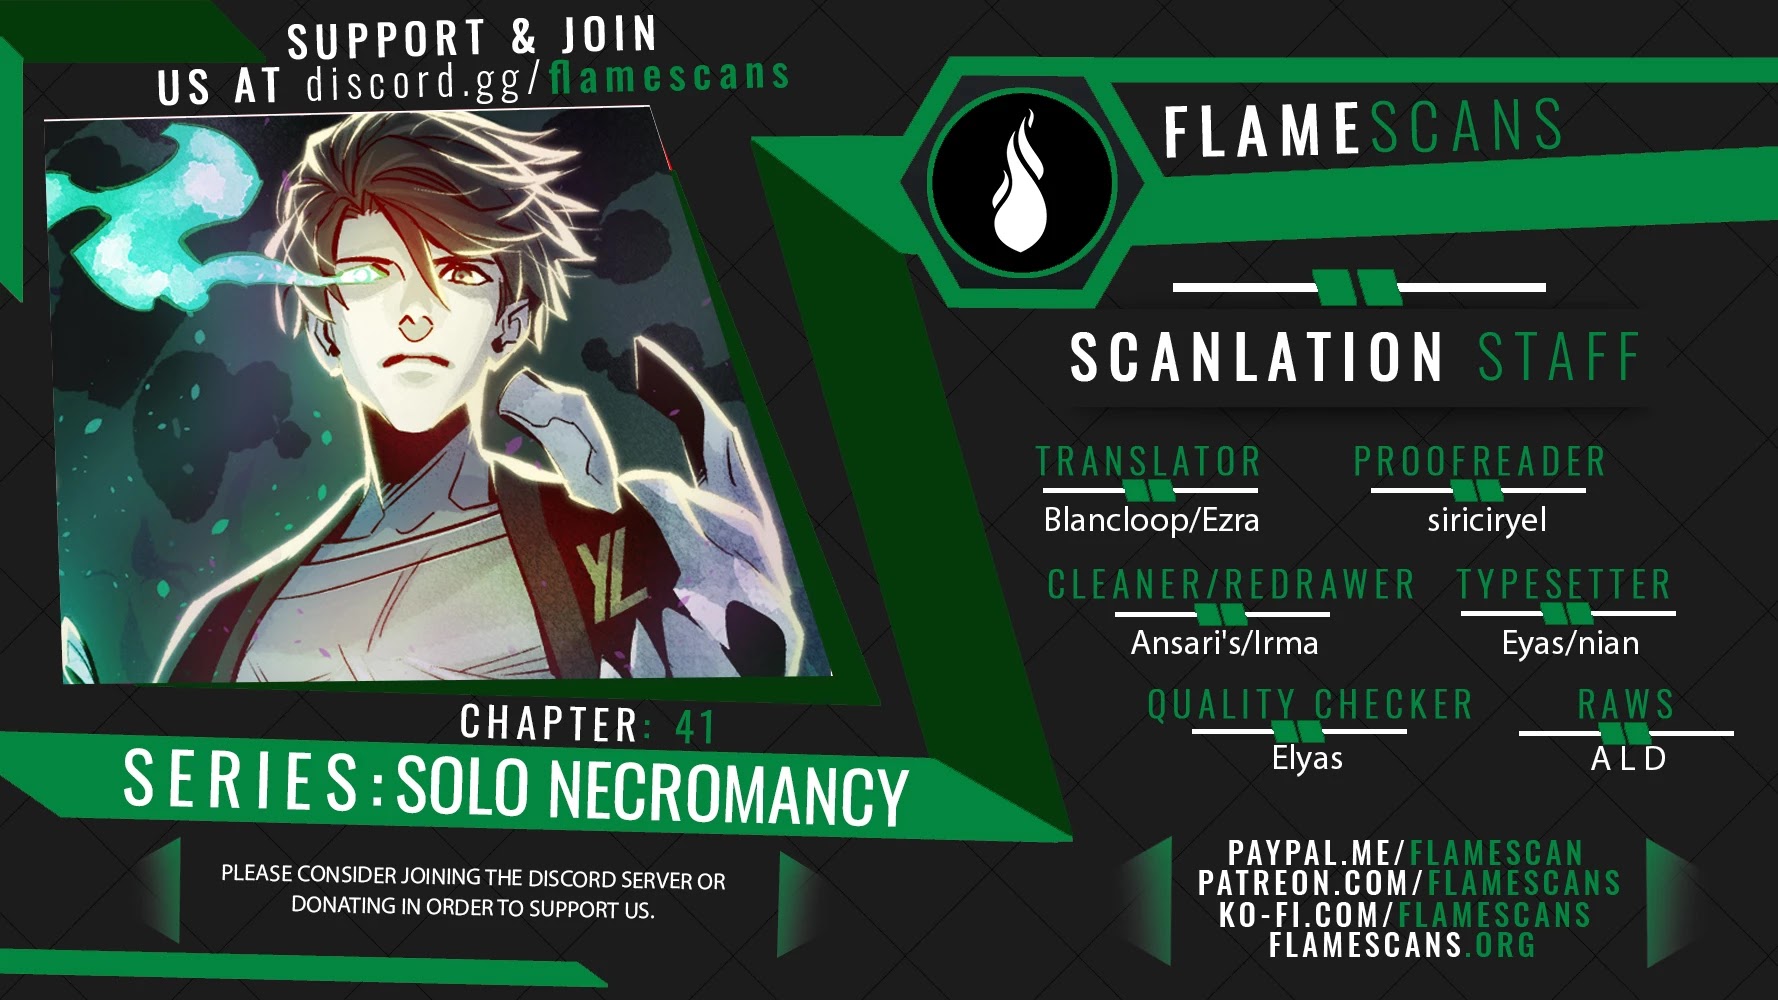 SUPPORT & JOIN
US AT discord.gg/flamescans
YL
CHAPTER: 41
SERIES: SOLO NECROMANCY
PLEASE CONSIDER JOINING THE DISCORD SERVER OR
DONATING IN ORDER TO SUPPORT US.
FLAMESCANS
SCANLATION STAFF
TRANSLATOR
Blancloop/Ezra
PROOFREADER
siriciryel
CLEANER/REDRAWER
Ansari's/Irma
TYPESETTER
Eyas/nian
QUALITY CHECKER
Elyas
RAWS
A L D
PAYPAL.ME/FLAMESCAN
PATREON.COM/FLAMESCANS
KO-FI.COM/FLAMESCANS
FLAMESCANS.ORG